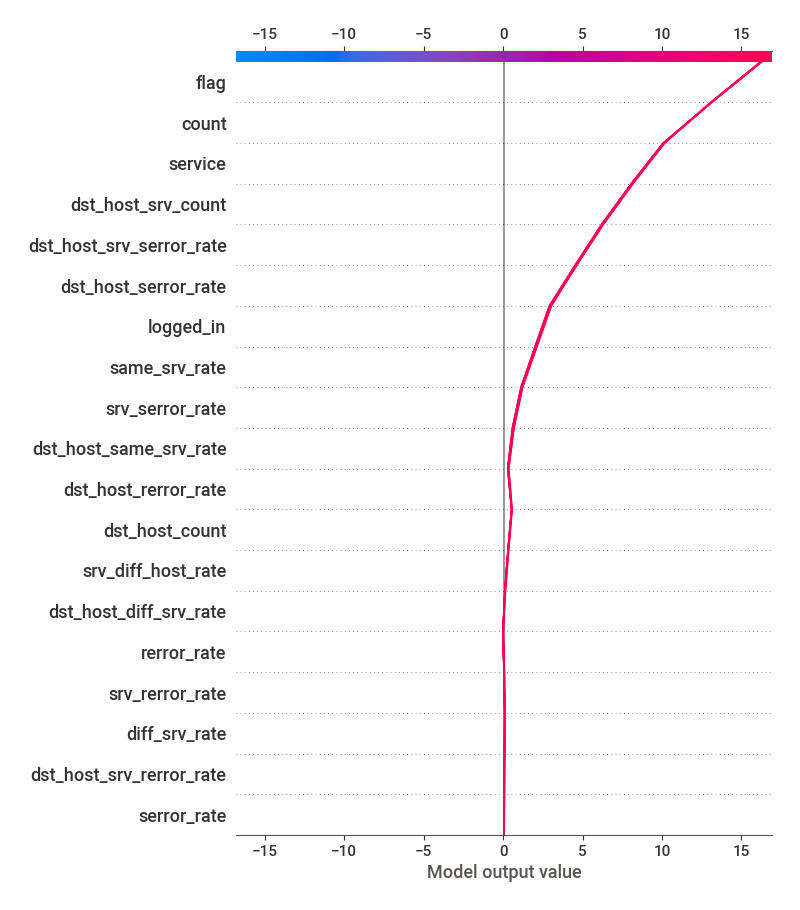 −15 −10 −5 0 5 10 15
flag
count
service
dst_host_srv_count
dst_host_srv_serror_rate
dst_host_serror_rate
logged_in
same_srv_rate
srv_serror_rate
dst_host_same_srv_rate
dst_host_rerror_rate
dst_host_count
srv_diff_host_rate
dst_host_diff_srv_rate
rerror_rate
srv_rerror_rate
diff_srv_rate
dst_host_srv_rerror_rate
serror_rate
−15 −10 −5 0 5 10 15
Model output value